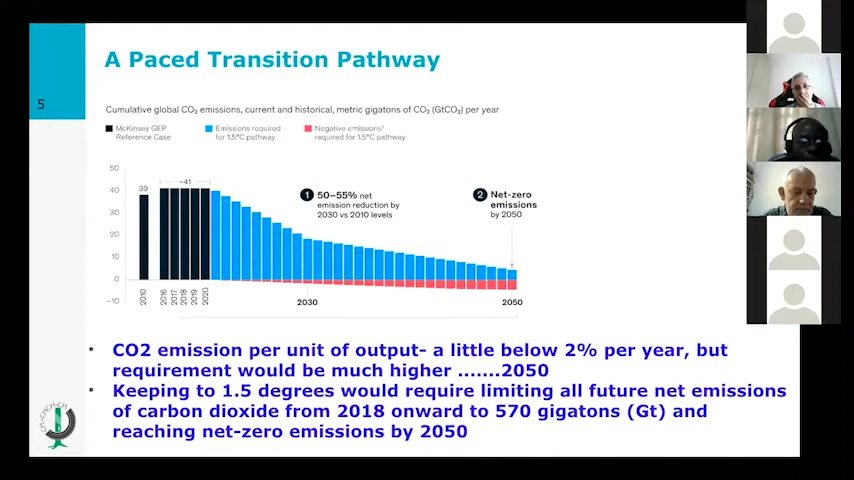 A Paced Transition Pathway
5
Cumulative global CO₂ emissions, current and historical, metric gigatons of CO₂ (GtCO₂) per year
McKinsey GEP
Reference Case
Emissions required
for 1.5°C pathway
Negative emissions¹
required for 1.5°C pathway
50
40
30
20
10
0
−10
39
~41
1 50–55% net
emission reduction by
2030 vs 2010 levels
2 Net-zero
emissions
by 2050
2010
2016
2017
2018
2019
2020
2030
2050
• CO2 emission per unit of output- a little below 2% per year, but
requirement would be much higher .......2050
• Keeping to 1.5 degrees would require limiting all future net emissions
of carbon dioxide from 2018 onward to 570 gigatons (Gt) and
reaching net-zero emissions by 2050